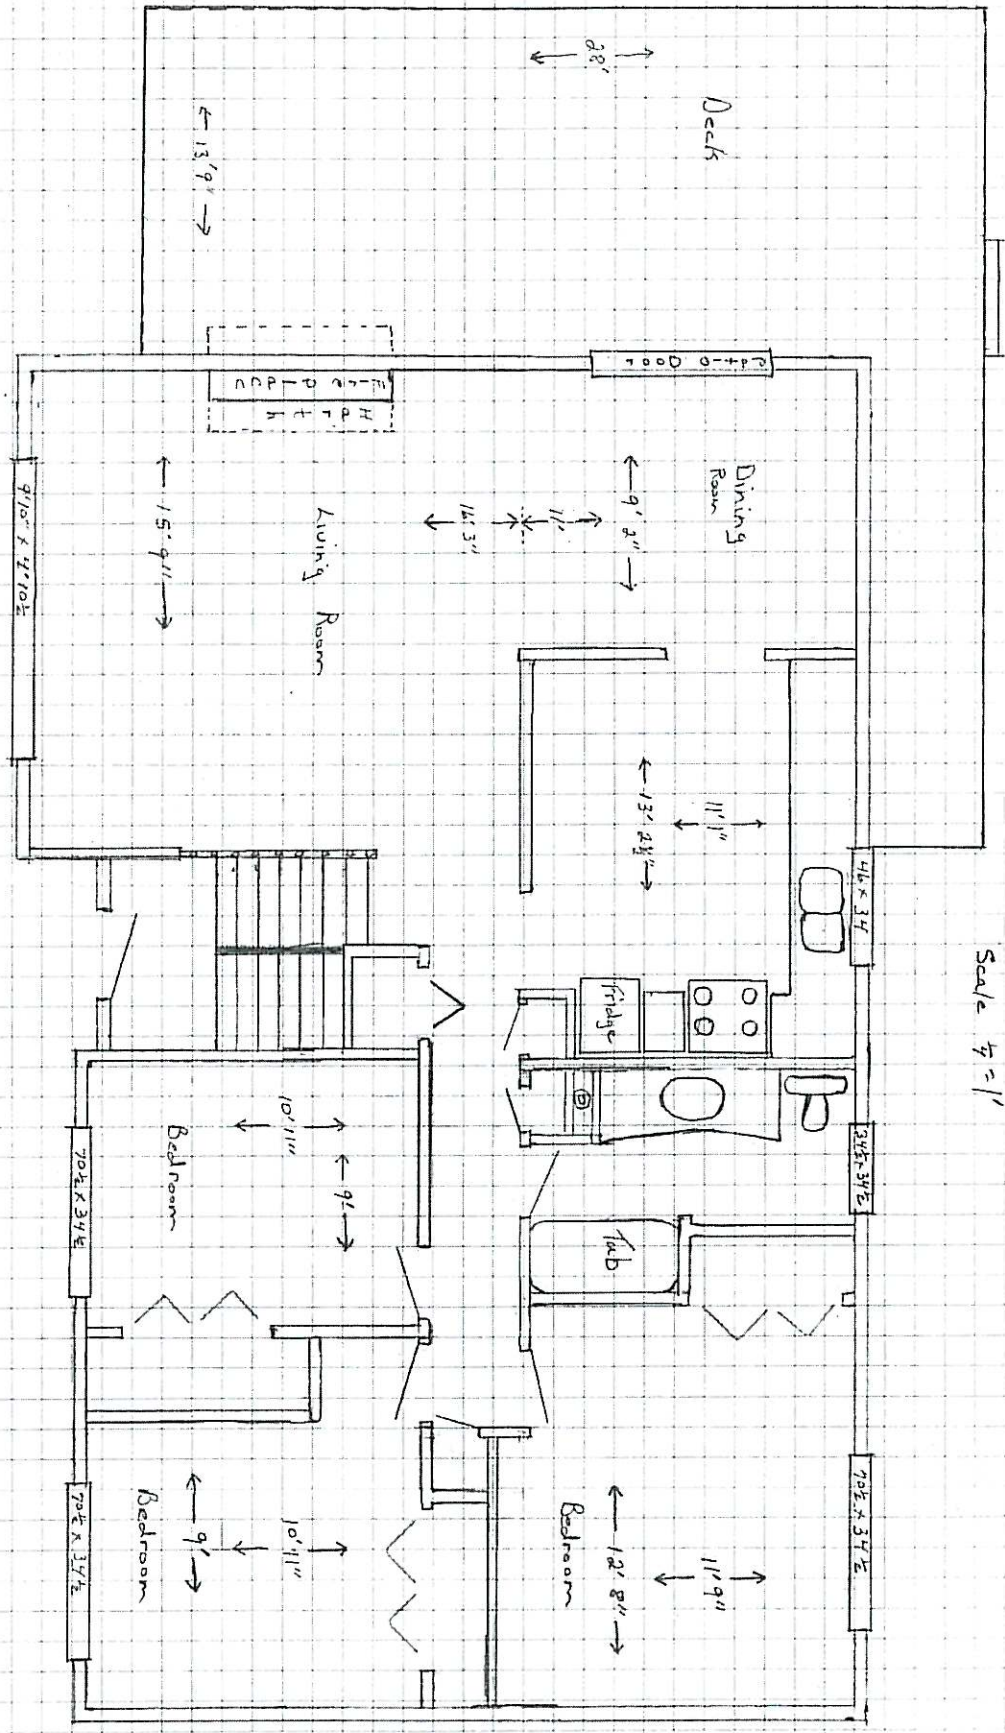 Scale ¼ = 1'
Deck
28'
13'9"
Patio Door
Fire place
Harth
Dining
Room
9' 2"
11'
Living Room
15' 9"
9'10" x 4'10½
11'1"
13' 2½"
46 x 34
Fridge
34½ x 34½
Tub
Bedroom
10'11"
9'
70½ x 34½
Bedroom
10'11"
9'
70½ x 34½
Bedroom
12' 8"
11'9"
70½ x 34½